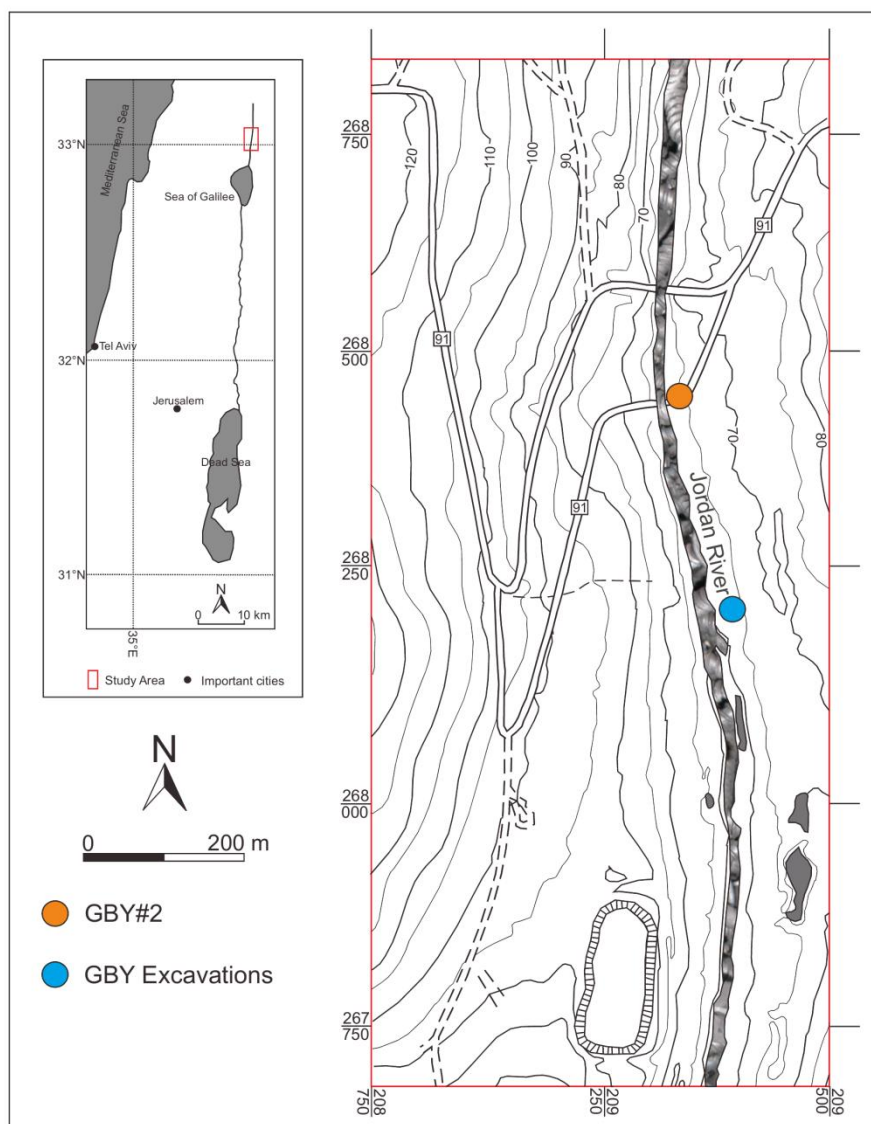 Mediterranean Sea
33°N
Sea of Galilee
Tel Aviv
32°N
Jerusalem
Dead Sea
31°N
N
0 10 km
35°E
Study Area
Important cities
N
0 200 m
GBY#2
GBY Excavations
268
750
268
500
268
250
268
000
267
750
120
110
100
90
80
70
91
91
91
70
80
Jordan River
208
750
209
250
209
500